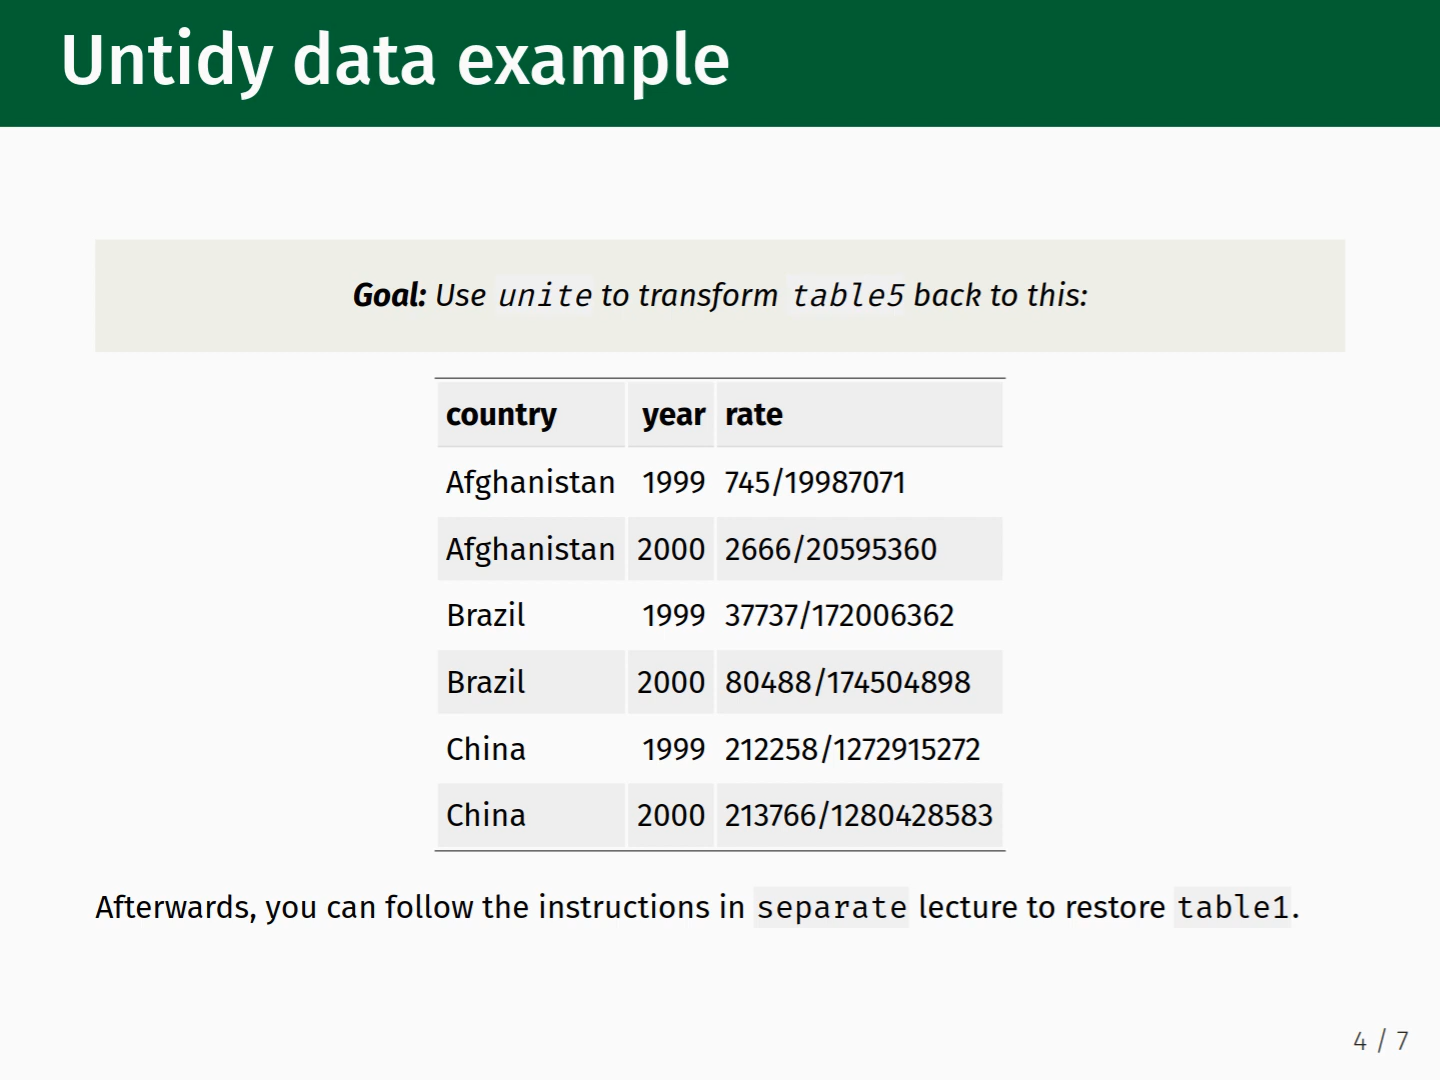 Untidy data example
Goal: Use unite to transform table5 back to this:
country year rate
Afghanistan 1999 745/19987071
Afghanistan 2000 2666/20595360
Brazil 1999 37737/172006362
Brazil 2000 80488/174504898
China 1999 212258/1272915272
China 2000 213766/1280428583
Afterwards, you can follow the instructions in separate lecture to restore table1.
4 / 7